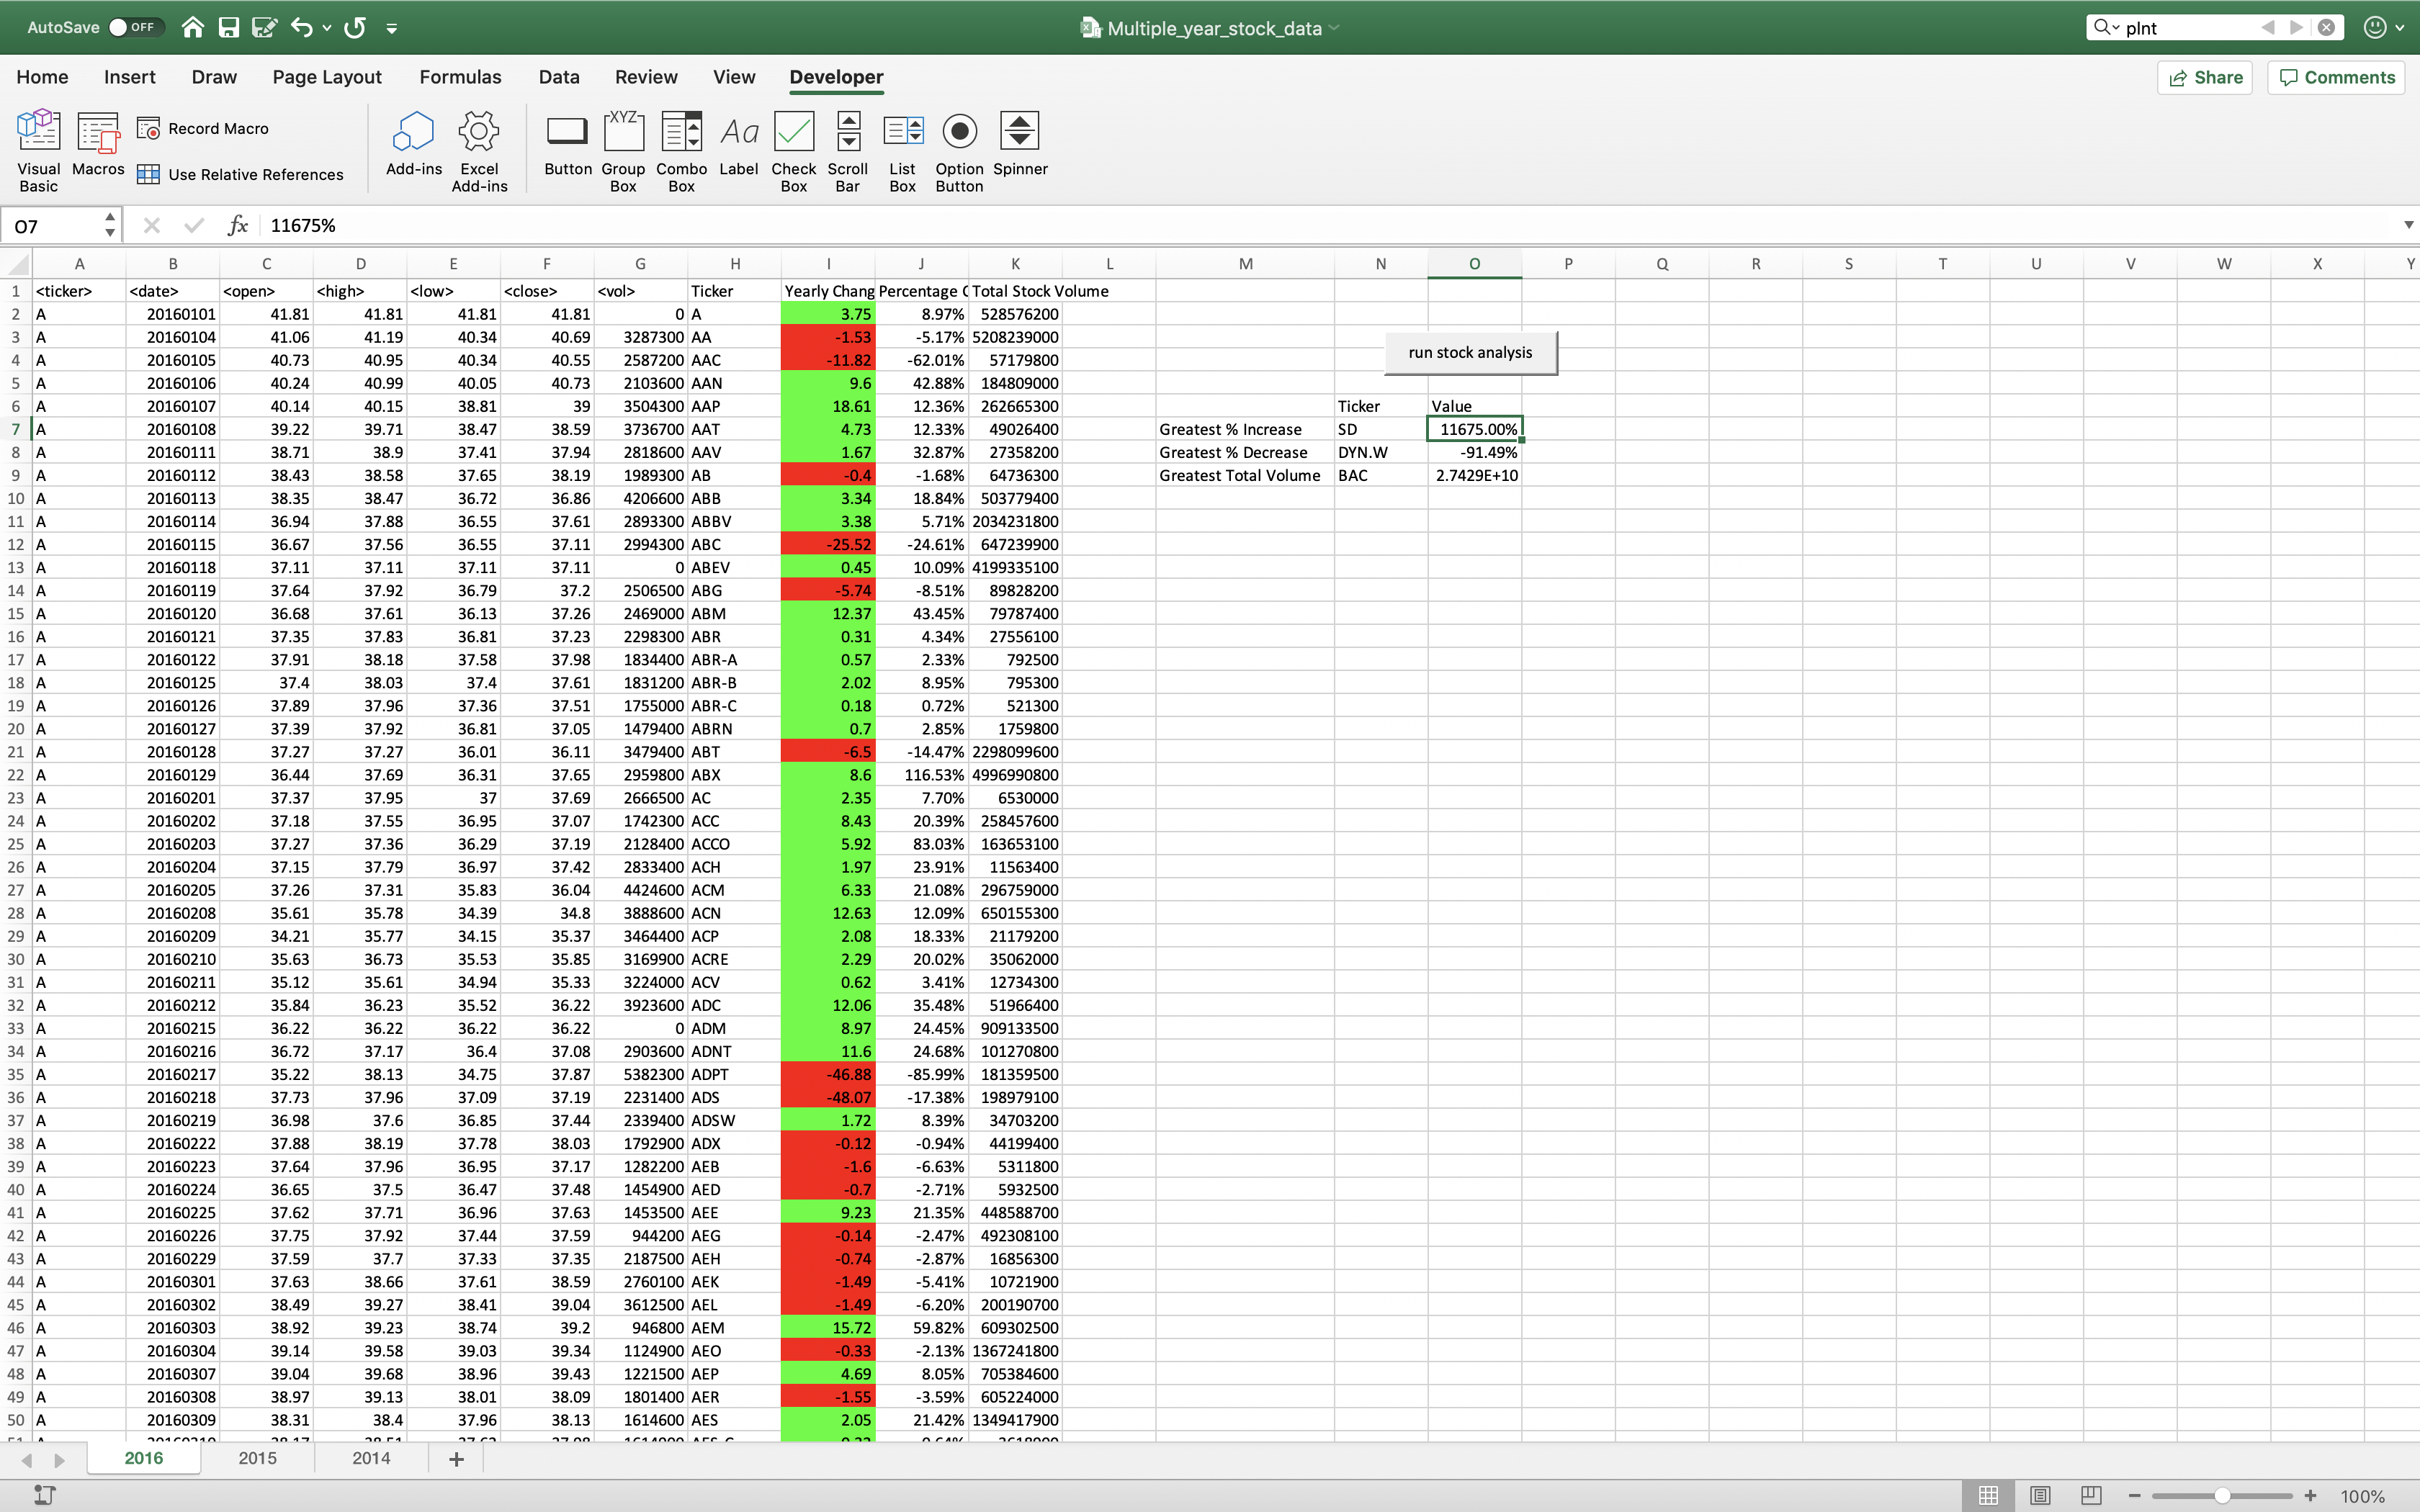 AutoSave OFF Multiple_year_stock_data plnt
Home Insert Draw Page Layout Formulas Data Review View Developer Share Comments
Visual Basic Macros Record Macro Use Relative References Add-ins Excel Add-ins Button Group Box Combo Box Label Check Box Scroll Bar List Box Option Button Spinner
O7 fx 11675%
A B C D E F G H I J K L M N O P Q R S T U V W X Y
1 <ticker> <date> <open> <high> <low> <close> <vol> Ticker Yearly Chang Percentage C Total Stock Volume
2 A 20160101 41.81 41.81 41.81 41.81 0 A 3.75 8.97% 528576200
3 A 20160104 41.06 41.19 40.34 40.69 3287300 AA -1.53 -5.17% 5208239000
run stock analysis
4 A 20160105 40.73 40.95 40.34 40.55 2587200 AAC -11.82 -62.01% 57179800
5 A 20160106 40.24 40.99 40.05 40.73 2103600 AAN 9.6 42.88% 184809000
6 A 20160107 40.14 40.15 38.81 39 3504300 AAP 18.61 12.36% 262665300 Ticker Value
7 A 20160108 39.22 39.71 38.47 38.59 3736700 AAT 4.73 12.33% 49026400 Greatest % Increase SD 11675.00%
8 A 20160111 38.71 38.9 37.41 37.94 2818600 AAV 1.67 32.87% 27358200 Greatest % Decrease DYN.W -91.49%
9 A 20160112 38.43 38.58 37.65 38.19 1989300 AB -0.4 -1.68% 64736300 Greatest Total Volume BAC 2.7429E+10
10 A 20160113 38.35 38.47 36.72 36.86 4206600 ABB 3.34 18.84% 503779400
11 A 20160114 36.94 37.88 36.55 37.61 2893300 ABBV 3.38 5.71% 2034231800
12 A 20160115 36.67 37.56 36.55 37.11 2994300 ABC -25.52 -24.61% 647239900
13 A 20160118 37.11 37.11 37.11 37.11 0 ABEV 0.45 10.09% 4199335100
14 A 20160119 37.64 37.92 36.79 37.2 2506500 ABG -5.74 -8.51% 89828200
15 A 20160120 36.68 37.61 36.13 37.26 2469000 ABM 12.37 43.45% 79787400
16 A 20160121 37.35 37.83 36.81 37.23 2298300 ABR 0.31 4.34% 27556100
17 A 20160122 37.91 38.18 37.58 37.98 1834400 ABR-A 0.57 2.33% 792500
18 A 20160125 37.4 38.03 37.4 37.61 1831200 ABR-B 2.02 8.95% 795300
19 A 20160126 37.89 37.96 37.36 37.51 1755000 ABR-C 0.18 0.72% 521300
20 A 20160127 37.39 37.92 36.81 37.05 1479400 ABRN 0.7 2.85% 1759800
21 A 20160128 37.27 37.27 36.01 36.11 3479400 ABT -6.5 -14.47% 2298099600
22 A 20160129 36.44 37.69 36.31 37.65 2959800 ABX 8.6 116.53% 4996990800
23 A 20160201 37.37 37.95 37 37.69 2666500 AC 2.35 7.70% 6530000
24 A 20160202 37.18 37.55 36.95 37.07 1742300 ACC 8.43 20.39% 258457600
25 A 20160203 37.27 37.36 36.29 37.19 2128400 ACCO 5.92 83.03% 163653100
26 A 20160204 37.15 37.79 36.97 37.42 2833400 ACH 1.97 23.91% 11563400
27 A 20160205 37.26 37.31 35.83 36.04 4424600 ACM 6.33 21.08% 296759000
28 A 20160208 35.61 35.78 34.39 34.8 3888600 ACN 12.63 12.09% 650155300
29 A 20160209 34.21 35.77 34.15 35.37 3464400 ACP 2.08 18.33% 21179200
30 A 20160210 35.63 36.73 35.53 35.85 3169900 ACRE 2.29 20.02% 35062000
31 A 20160211 35.12 35.61 34.94 35.33 3224000 ACV 0.62 3.41% 12734300
32 A 20160212 35.84 36.23 35.52 36.22 3923600 ADC 12.06 35.48% 51966400
33 A 20160215 36.22 36.22 36.22 36.22 0 ADM 8.97 24.45% 909133500
34 A 20160216 36.72 37.17 36.4 37.08 2903600 ADNT 11.6 24.68% 101270800
35 A 20160217 35.22 38.13 34.75 37.87 5382300 ADPT -46.88 -85.99% 181359500
36 A 20160218 37.73 37.96 37.09 37.19 2231400 ADS -48.07 -17.38% 198979100
37 A 20160219 36.98 37.6 36.85 37.44 2339400 ADSW 1.72 8.39% 34703200
38 A 20160222 37.88 38.19 37.78 38.03 1792900 ADX -0.12 -0.94% 44199400
39 A 20160223 37.64 37.96 36.95 37.17 1282200 AEB -1.6 -6.63% 5311800
40 A 20160224 36.65 37.5 36.47 37.48 1454900 AED -0.7 -2.71% 5932500
41 A 20160225 37.62 37.71 36.96 37.63 1453500 AEE 9.23 21.35% 448588700
42 A 20160226 37.75 37.92 37.44 37.59 944200 AEG -0.14 -2.47% 492308100
43 A 20160229 37.59 37.7 37.33 37.35 2187500 AEH -0.74 -2.87% 16856300
44 A 20160301 37.63 38.66 37.61 38.59 2760100 AEK -1.49 -5.41% 10721900
45 A 20160302 38.49 39.27 38.41 39.04 3612500 AEL -1.49 -6.20% 200190700
46 A 20160303 38.92 39.23 38.74 39.2 946800 AEM 15.72 59.82% 609302500
47 A 20160304 39.14 39.58 39.03 39.34 1124900 AEO -0.33 -2.13% 1367241800
48 A 20160307 39.04 39.68 38.96 39.43 1221500 AEP 4.69 8.05% 705384600
49 A 20160308 38.97 39.13 38.01 38.09 1801400 AER -1.55 -3.59% 605224000
50 A 20160309 38.31 38.4 37.96 38.13 1614600 AES 2.05 21.42% 1349417900
2016 2015 2014 +
100%